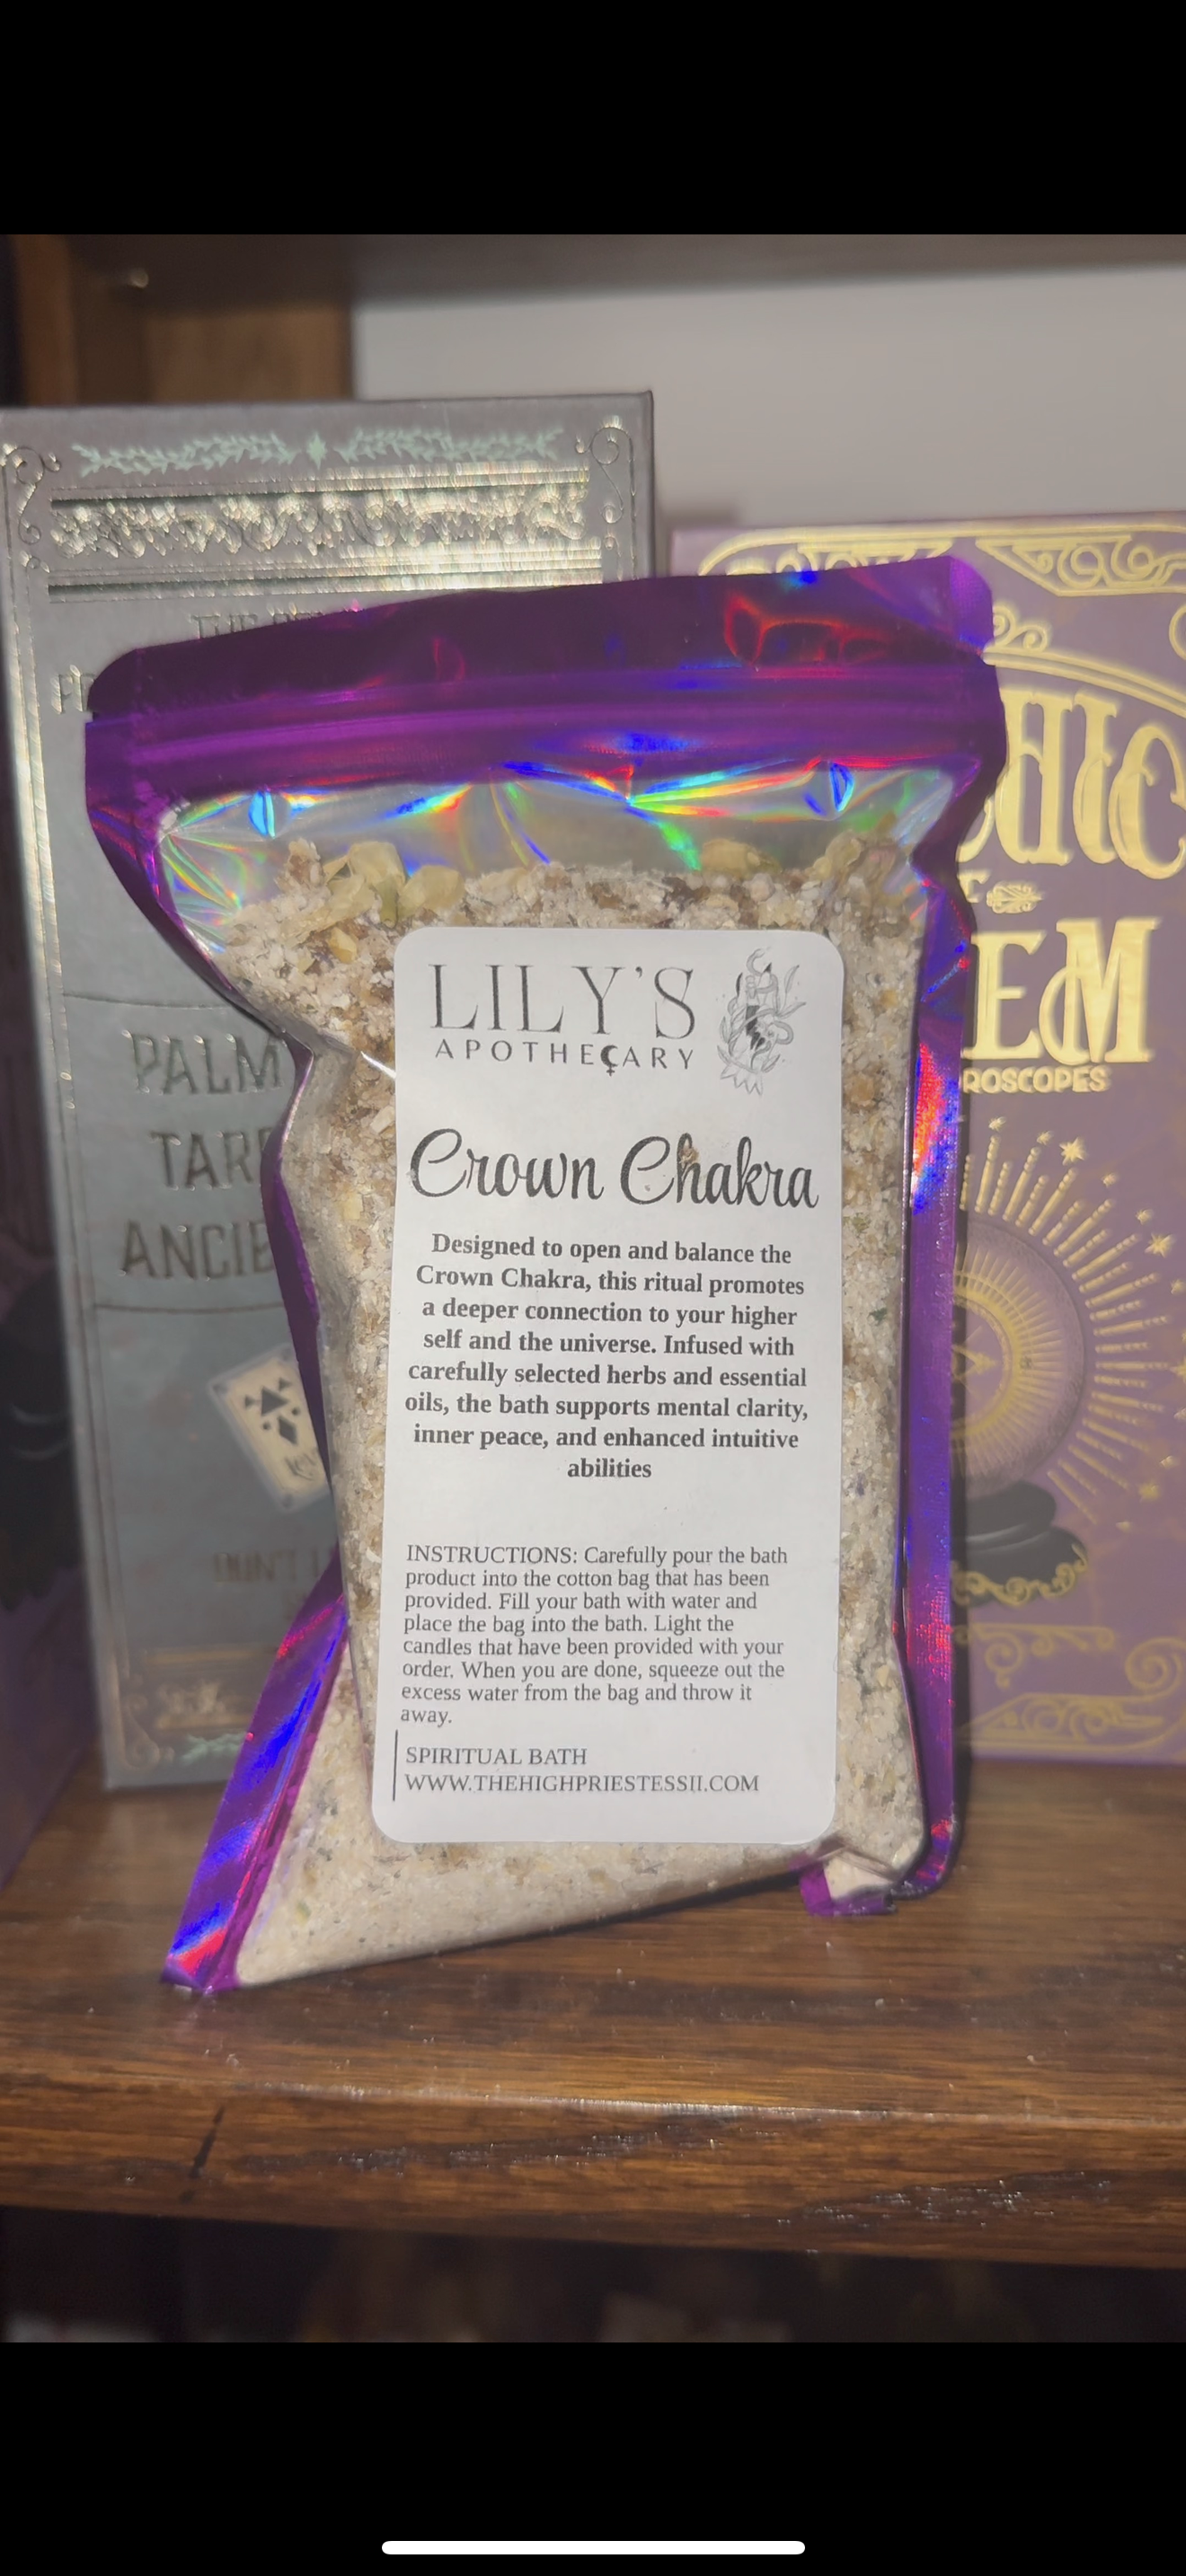 THE
PALM
TAR
ANCIE
EM
ROSCOPES
LILY'S
APOTHECARY
Crown Chakra
Designed to open and balance the
Crown Chakra, this ritual promotes
a deeper connection to your higher
self and the universe. Infused with
carefully selected herbs and essential
oils, the bath supports mental clarity,
inner peace, and enhanced intuitive
abilities
INSTRUCTIONS: Carefully pour the bath
product into the cotton bag that has been
provided. Fill your bath with water and
place the bag into the bath. Light the
candles that have been provided with your
order. When you are done, squeeze out the
excess water from the bag and throw it
away.
SPIRITUAL BATH
WWW.THEHIGHPRIESTESSII.COM